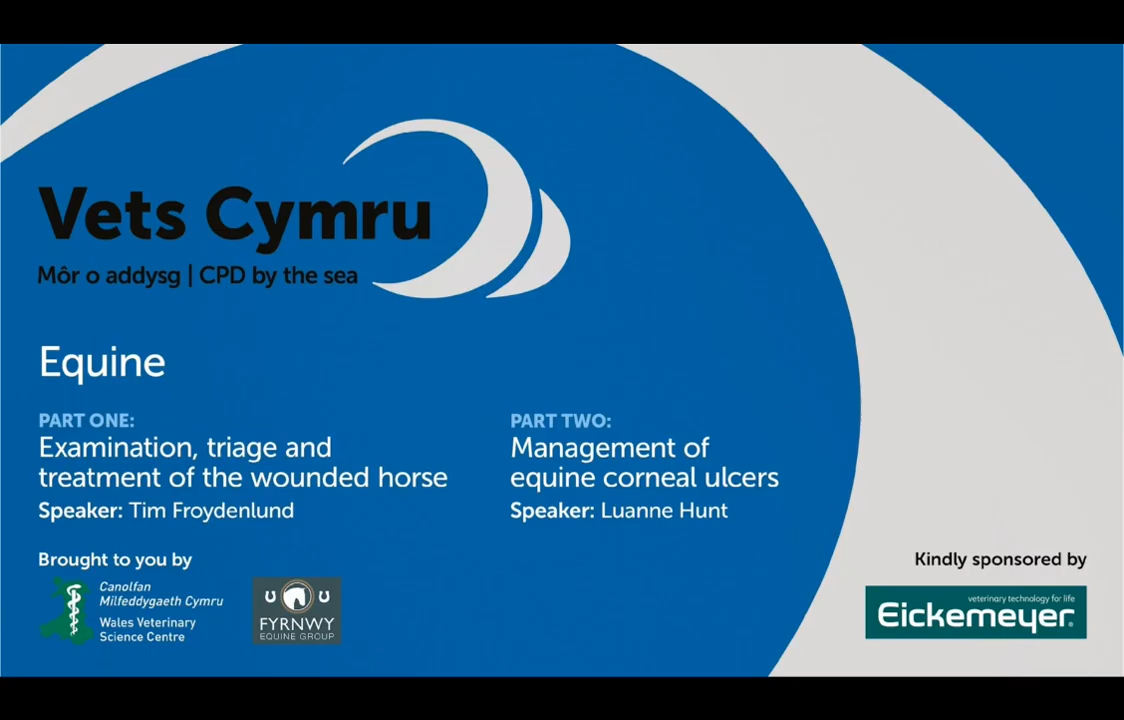 Vets Cymru
Môr o addysg | CPD by the sea
Equine
PART ONE:
Examination, triage and
treatment of the wounded horse
Speaker: Tim Froydenlund
PART TWO:
Management of
equine corneal ulcers
Speaker: Luanne Hunt
Brought to you by
Canolfan
Milfeddygaeth Cymru
Wales Veterinary
Science Centre
FYRNWY
EQUINE GROUP
Kindly sponsored by
veterinary technology for life
Eickemeyer®